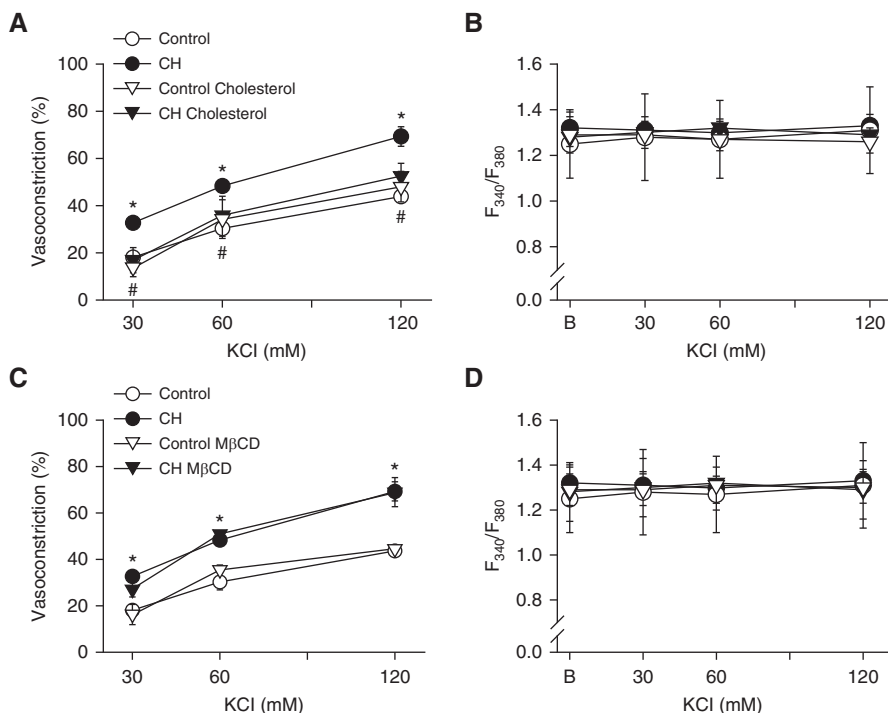 A
Control
CH
Control Cholesterol
CH Cholesterol
Vasoconstriction (%)
100
80
60
40
20
0
* * *
# # #
30 60 120
KCl (mM)
B
F340/F380
1.6
1.4
1.2
1.0
0.8
0.0
B 30 60 120
KCl (mM)
C
Control
CH
Control MβCD
CH MβCD
Vasoconstriction (%)
100
80
60
40
20
0
* * *
30 60 120
KCl (mM)
D
F340/F380
1.6
1.4
1.2
1.0
0.8
0.0
B 30 60 120
KCl (mM)